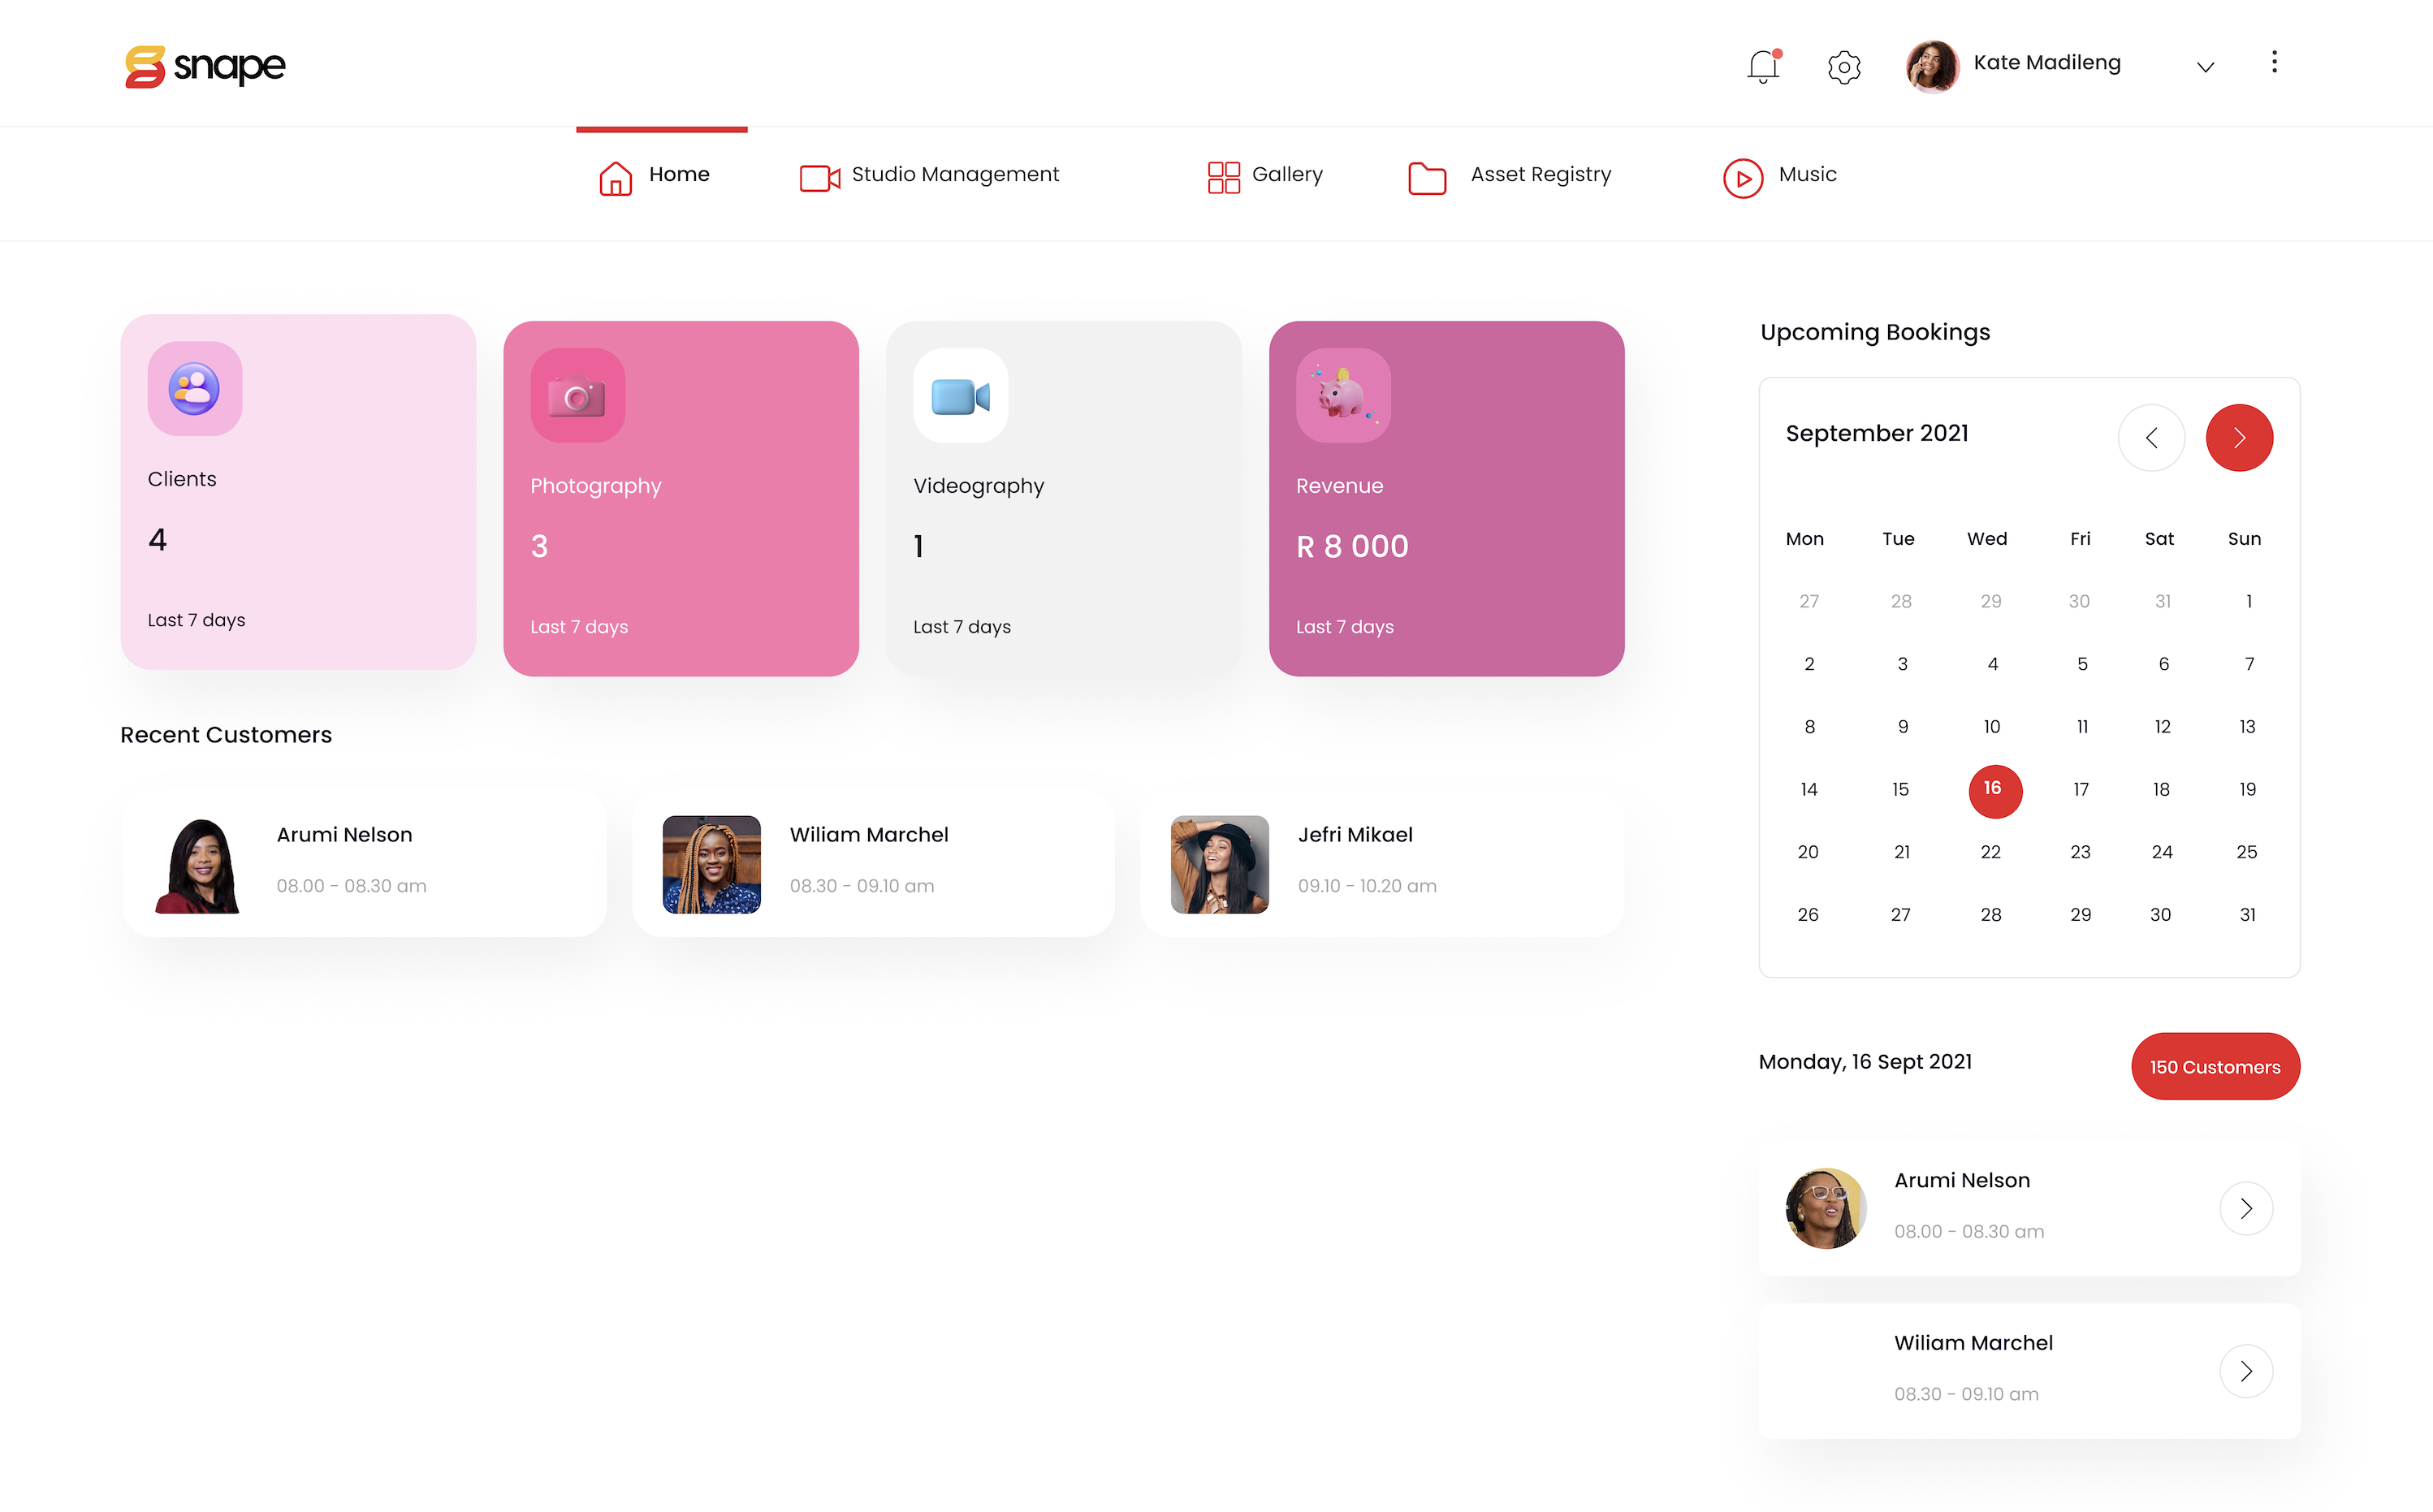 snape
Kate Madileng
Home
Studio Management
Gallery
Asset Registry
Music
Clients
4
Last 7 days
Photography
3
Last 7 days
Videography
1
Last 7 days
Revenue
R 8 000
Last 7 days
Recent Customers
Arumi Nelson
08.00 - 08.30 am
Wiliam Marchel
08.30 - 09.10 am
Jefri Mikael
09.10 - 10.20 am
Upcoming Bookings
September 2021
Mon Tue Wed Fri Sat Sun
27 28 29 30 31 1
2 3 4 5 6 7
8 9 10 11 12 13
14 15 16 17 18 19
20 21 22 23 24 25
26 27 28 29 30 31
Monday, 16 Sept 2021
150 Customers
Arumi Nelson
08.00 - 08.30 am
Wiliam Marchel
08.30 - 09.10 am